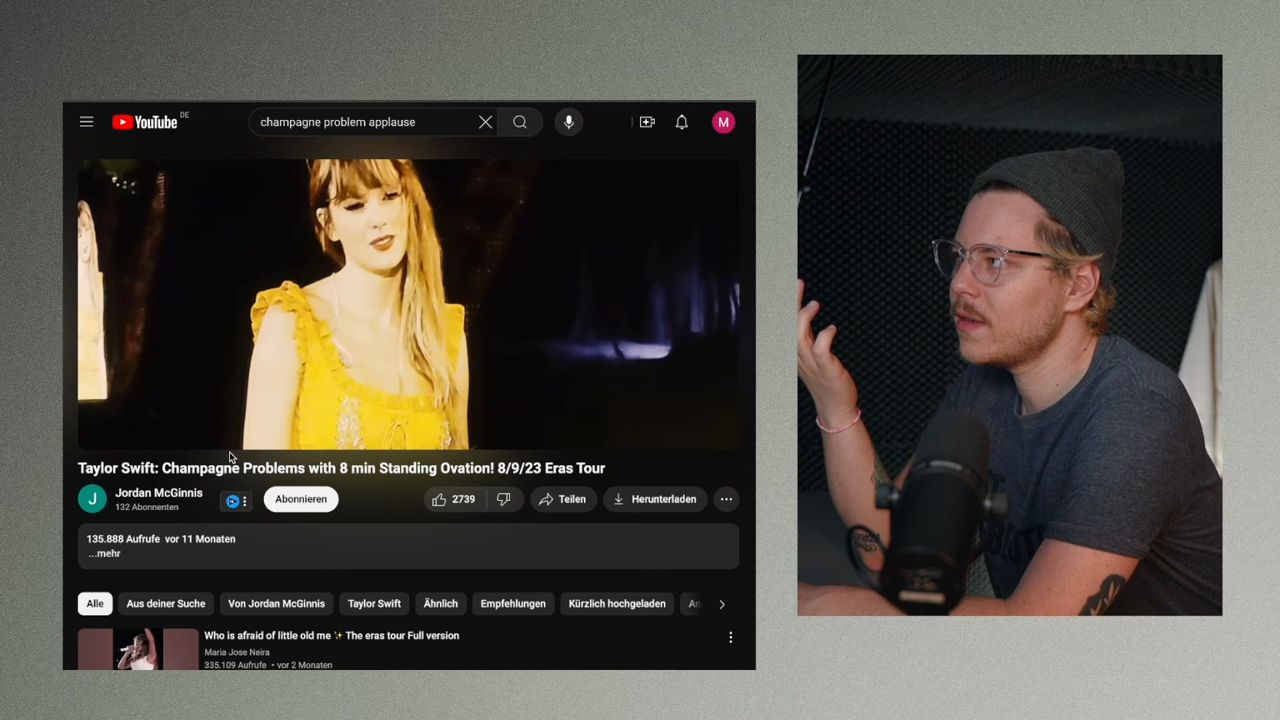 YouTube DE
champagne problem applause
M
Taylor Swift: Champagne Problems with 8 min Standing Ovation! 8/9/23 Eras Tour
J
Jordan McGinnis
132 Abonnenten
Abonnieren
2739
Teilen
Herunterladen
135.888 Aufrufe vor 11 Monaten
...mehr
Alle Aus deiner Suche Von Jordan McGinnis Taylor Swift Ähnlich Empfehlungen Kürzlich hochgeladen An
Who is afraid of little old me ✨ The eras tour Full version
Maria Jose Neira
335.109 Aufrufe • vor 2 Monaten